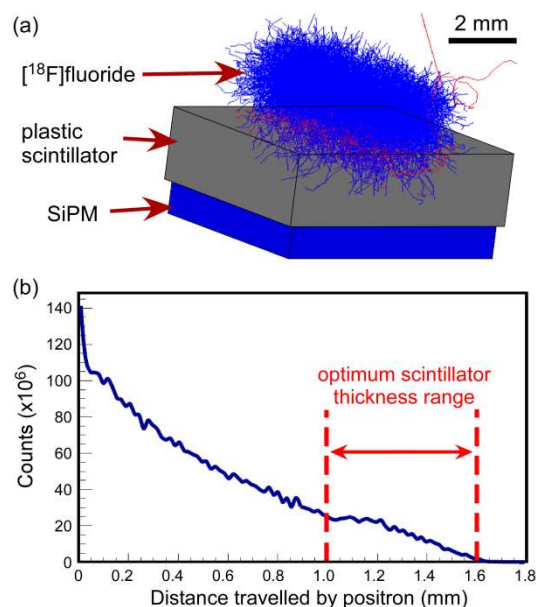 (a)
2 mm
[¹⁸F]fluoride
plastic
scintillator
SiPM
(b)
140
120
100
80
60
40
20
0
Counts (x10⁶)
optimum scintillator
thickness range
0 0.2 0.4 0.6 0.8 1.0 1.2 1.4 1.6 1.8
Distance travelled by positron (mm)